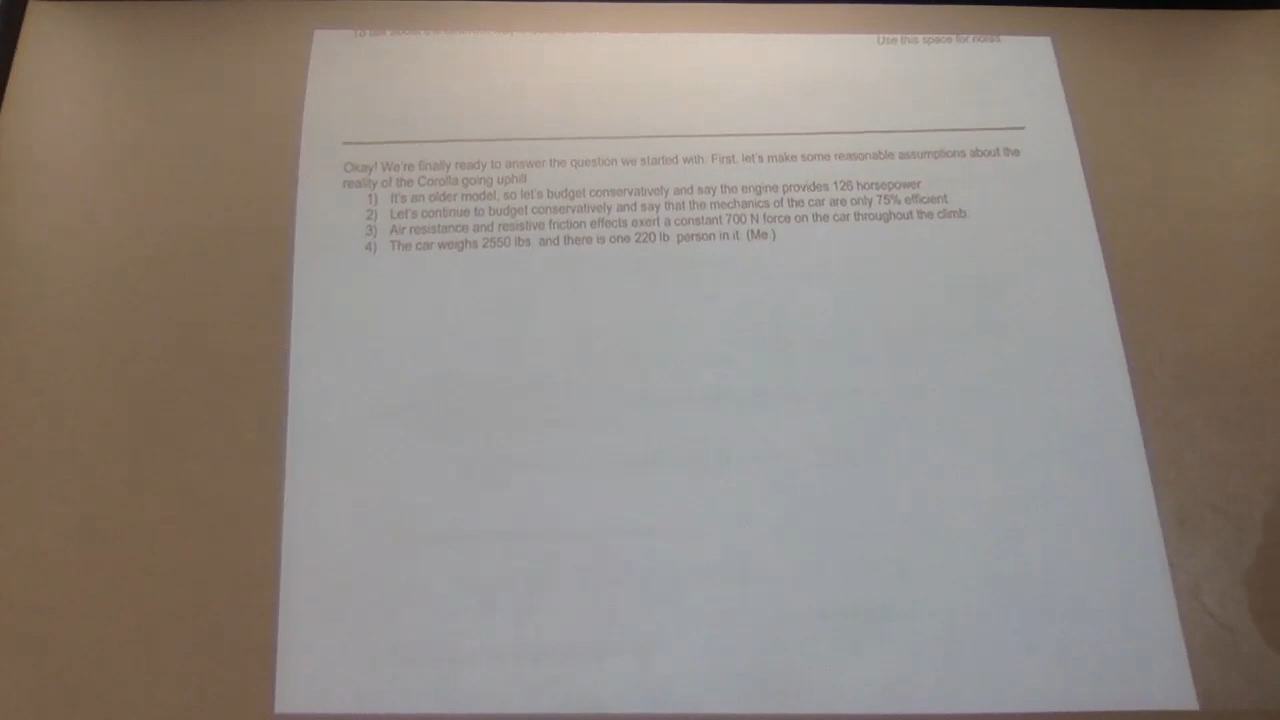 Use this space for notes
Okay! We're finally ready to answer the question we started with. First, let's make some reasonable assumptions about the
reality of the Corolla going uphill
1) It's an older model, so let's budget conservatively and say the engine provides 126 horsepower
2) Let's continue to budget conservatively and say that the mechanics of the car are only 75% efficient
3) Air resistance and resistive friction effects exert a constant 700 N force on the car throughout the climb
4) The car weighs 2550 lbs and there is one 220 lb person in it (Me.)